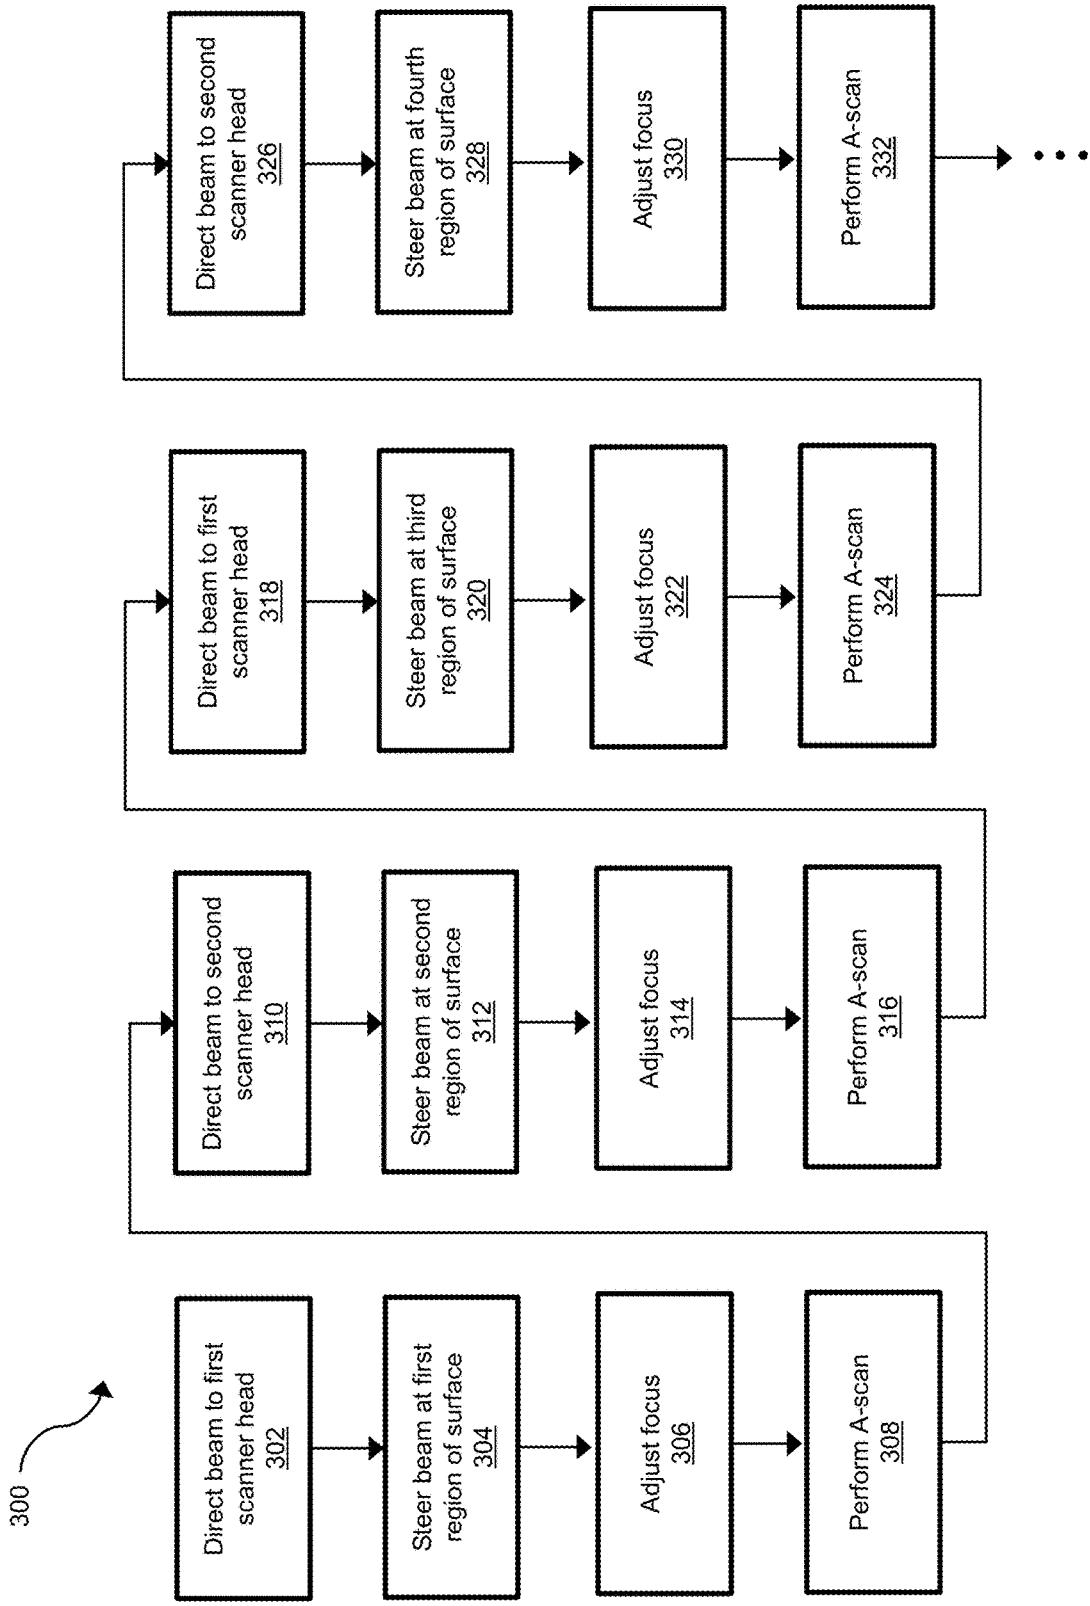 300
Direct beam to first
scanner head
302
Steer beam at first
region of surface
304
Adjust focus
306
Perform A-scan
308
Direct beam to second
scanner head
310
Steer beam at second
region of surface
312
Adjust focus
314
Perform A-scan
316
Direct beam to first
scanner head
318
Steer beam at third
region of surface
320
Adjust focus
322
Perform A-scan
324
Direct beam to second
scanner head
326
Steer beam at fourth
region of surface
328
Adjust focus
330
Perform A-scan
332